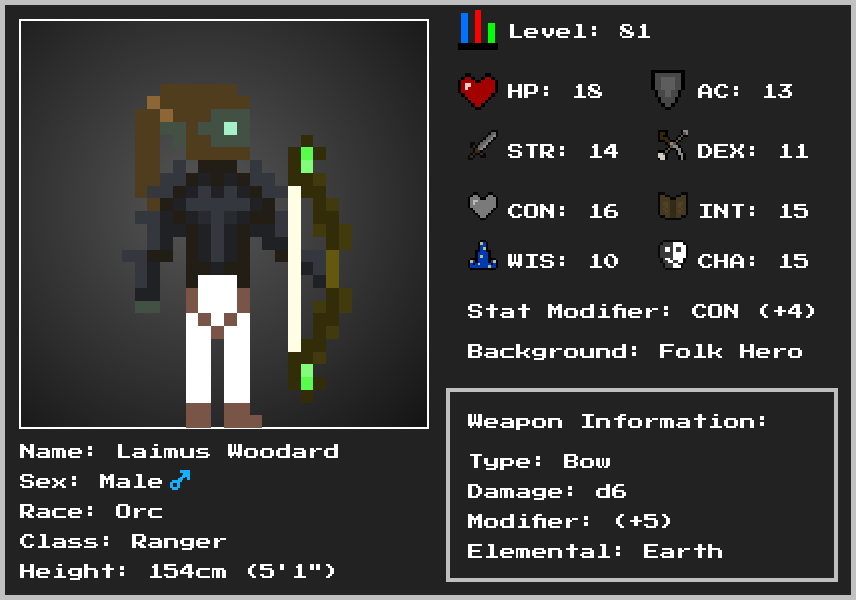 Level: 81
HP: 18
AC: 13
STR: 14
DEX: 11
CON: 16
INT: 15
WIS: 10
CHA: 15
Stat Modifier: CON (+4)
Background: Folk Hero
Weapon Information:
Type: Bow
Damage: d6
Modifier: (+5)
Elemental: Earth
Name: Laimus Woodard
Sex: Male♂
Race: Orc
Class: Ranger
Height: 154cm (5'1")